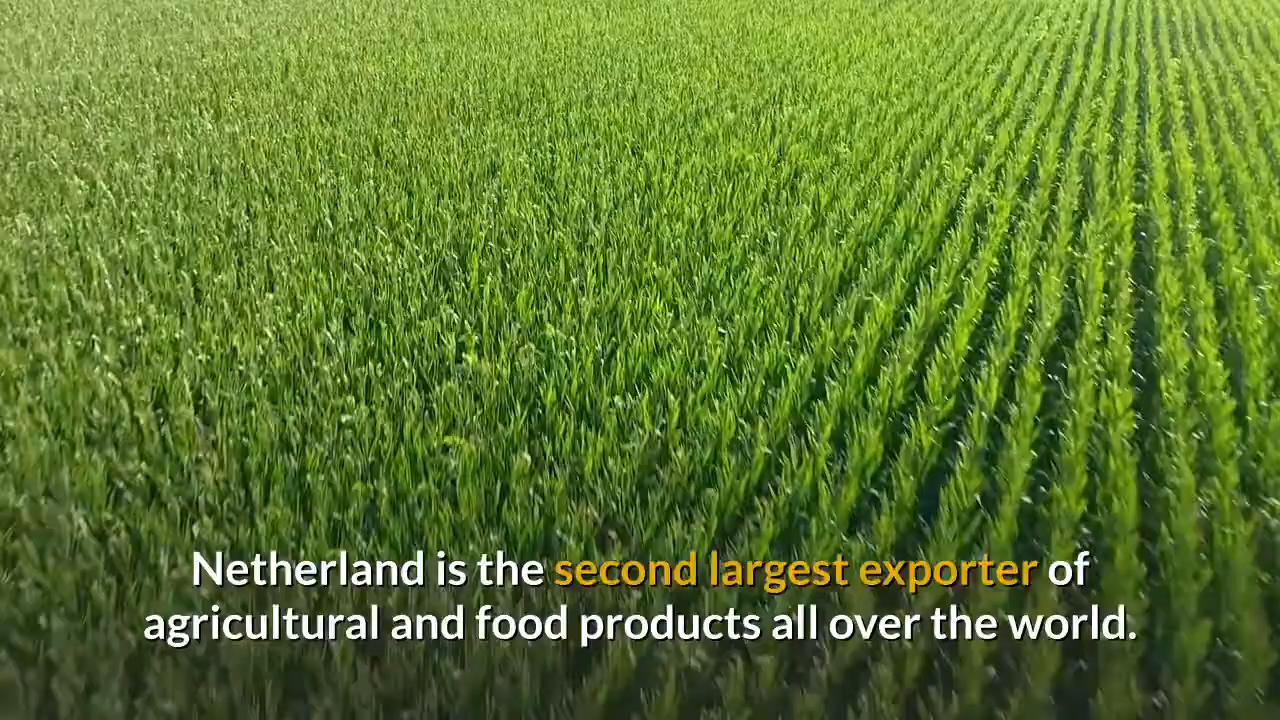 Netherland is the second largest exporter of
agricultural and food products all over the world.